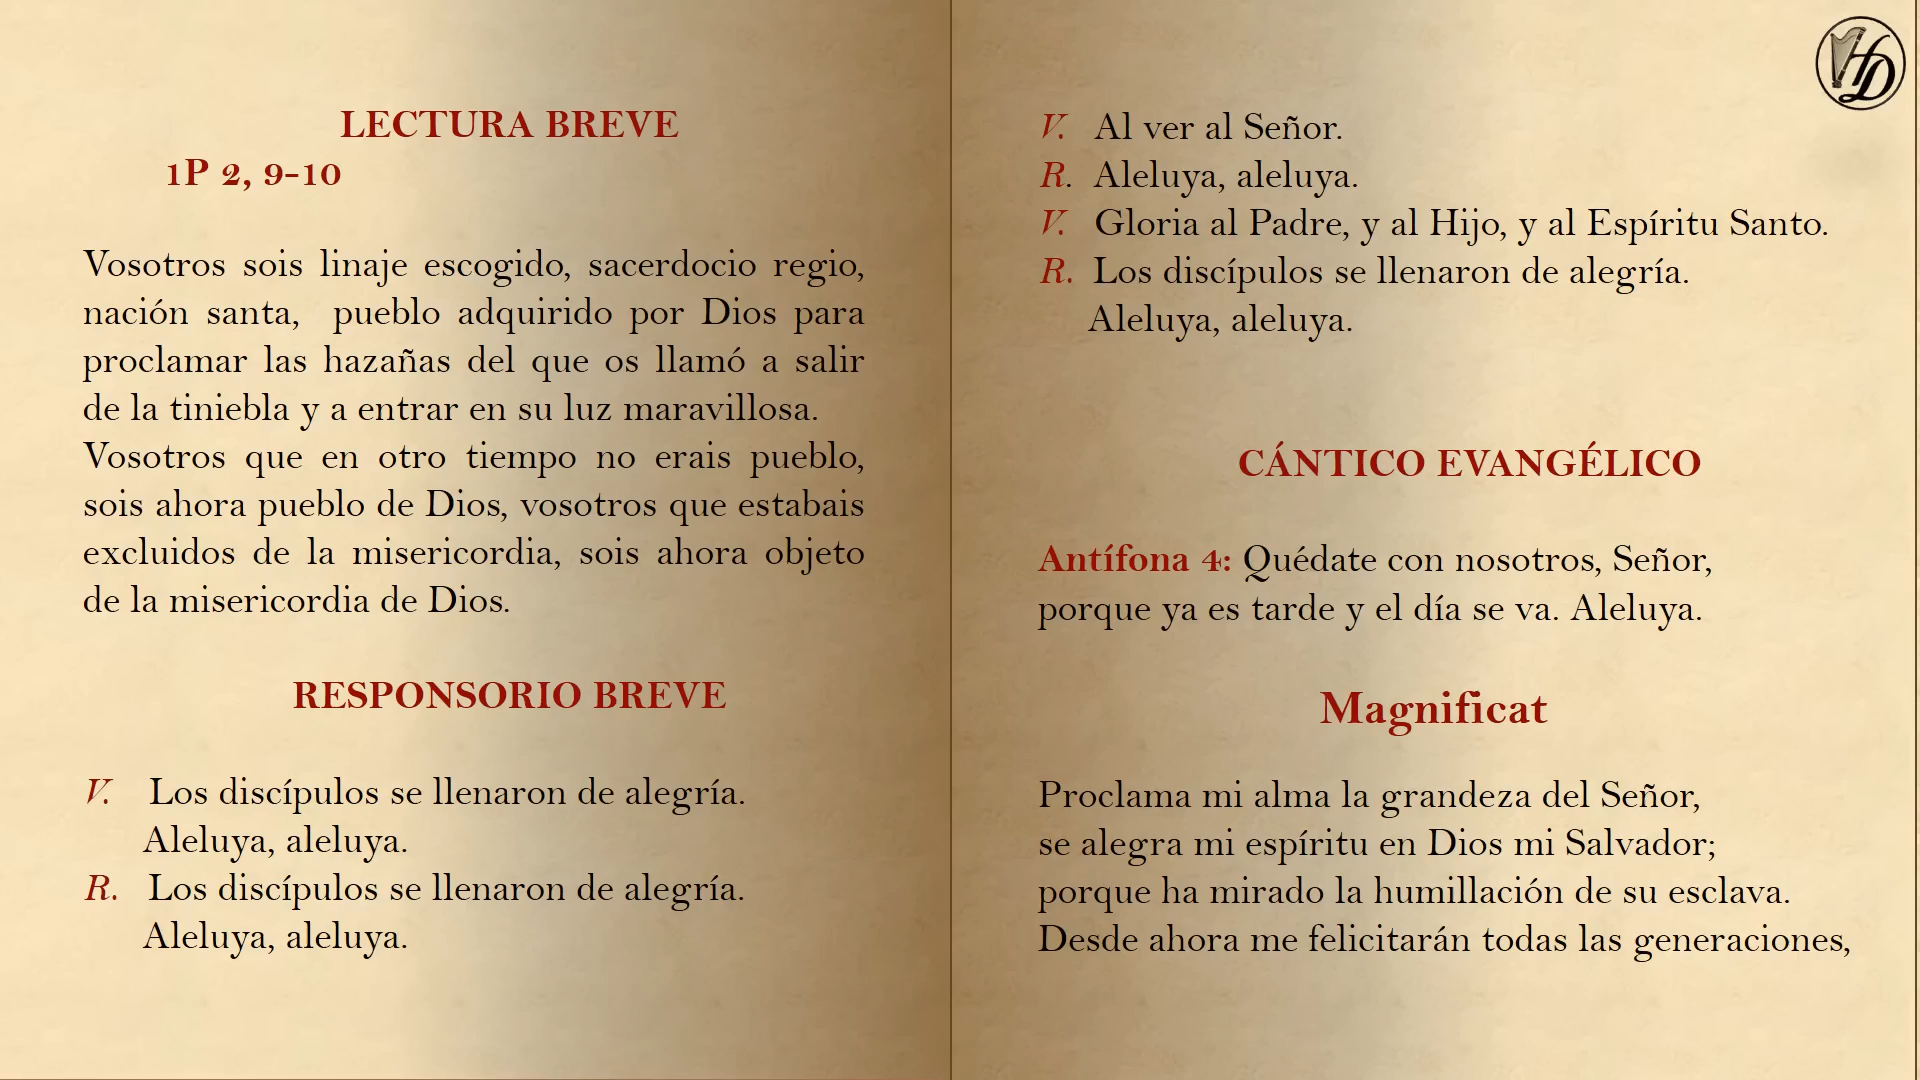 LECTURA BREVE
1P 2, 9-10
Vosotros sois linaje escogido, sacerdocio regio,
nación santa, pueblo adquirido por Dios para
proclamar las hazañas del que os llamó a salir
de la tiniebla y a entrar en su luz maravillosa.
Vosotros que en otro tiempo no erais pueblo,
sois ahora pueblo de Dios, vosotros que estabais
excluidos de la misericordia, sois ahora objeto
de la misericordia de Dios.
RESPONSORIO BREVE
V. Los discípulos se llenaron de alegría.
Aleluya, aleluya.
R. Los discípulos se llenaron de alegría.
Aleluya, aleluya.
HD
V. Al ver al Señor.
R. Aleluya, aleluya.
V. Gloria al Padre, y al Hijo, y al Espíritu Santo.
R. Los discípulos se llenaron de alegría.
Aleluya, aleluya.
CÁNTICO EVANGÉLICO
Antífona 4: Quédate con nosotros, Señor,
porque ya es tarde y el día se va. Aleluya.
Magnificat
Proclama mi alma la grandeza del Señor,
se alegra mi espíritu en Dios mi Salvador;
porque ha mirado la humillación de su esclava.
Desde ahora me felicitarán todas las generaciones,